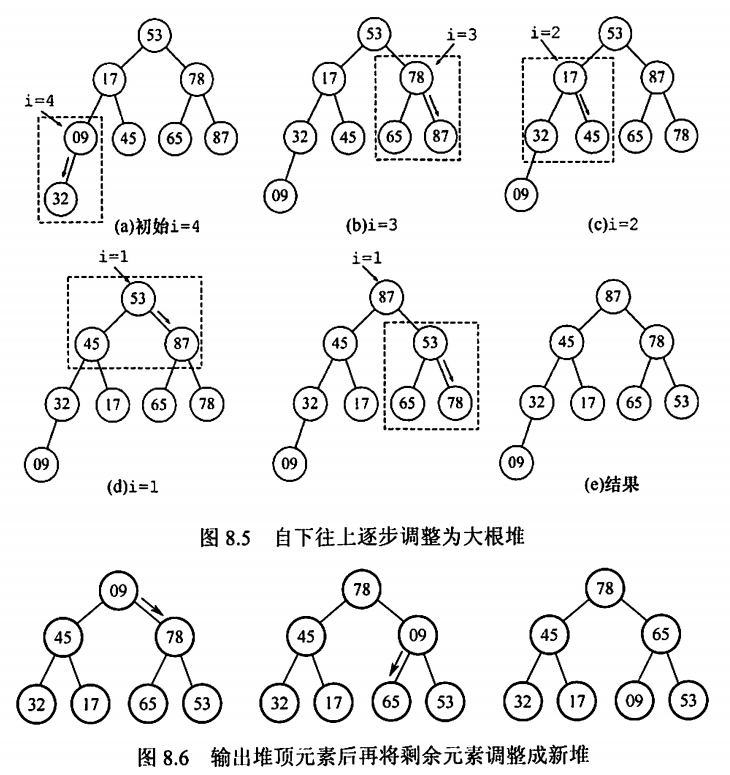 53 53 53
i=3 i=2
17 78 17 78 17 87
i=4
09 45 65 87 32 45 65 87 32 45 65 78
32 09 09
(a)初始i=4 (b)i=3 (c)i=2
i=1 i=1
53 87 87
45 87 45 53 45 78
32 17 65 78 32 17 65 78 32 17 65 53
09 09 09
(d)i=1 (e)结果
图 8.5 自下往上逐步调整为大根堆
09 78 78
45 78 45 09 45 65
32 17 65 53 32 17 65 53 32 17 09 53
图 8.6 输出堆顶元素后再将剩余元素调整成新堆